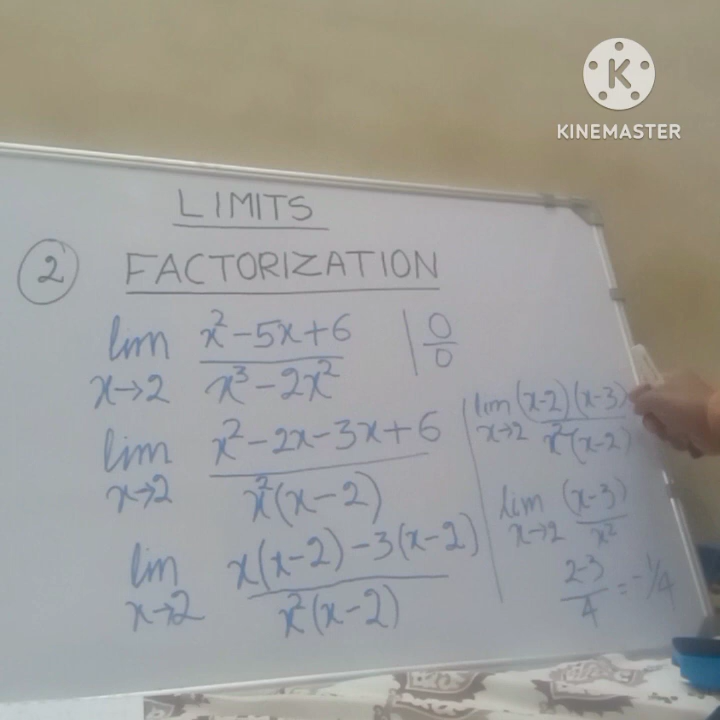 KINEMASTER
LIMITS
2 FACTORIZATION
lim x→2 (x² - 5x + 6)/(x³ - 2x²) | 0/0
lim x→2 (x² - 2x - 3x + 6)/(x²(x - 2))
lim x→2 (x(x-2) - 3(x-2))/(x²(x-2))
lim x→2 ((x-2)(x-3))/(x²(x-2))
lim x→2 (x-3)/x²
(2-3)/4 = -1/4